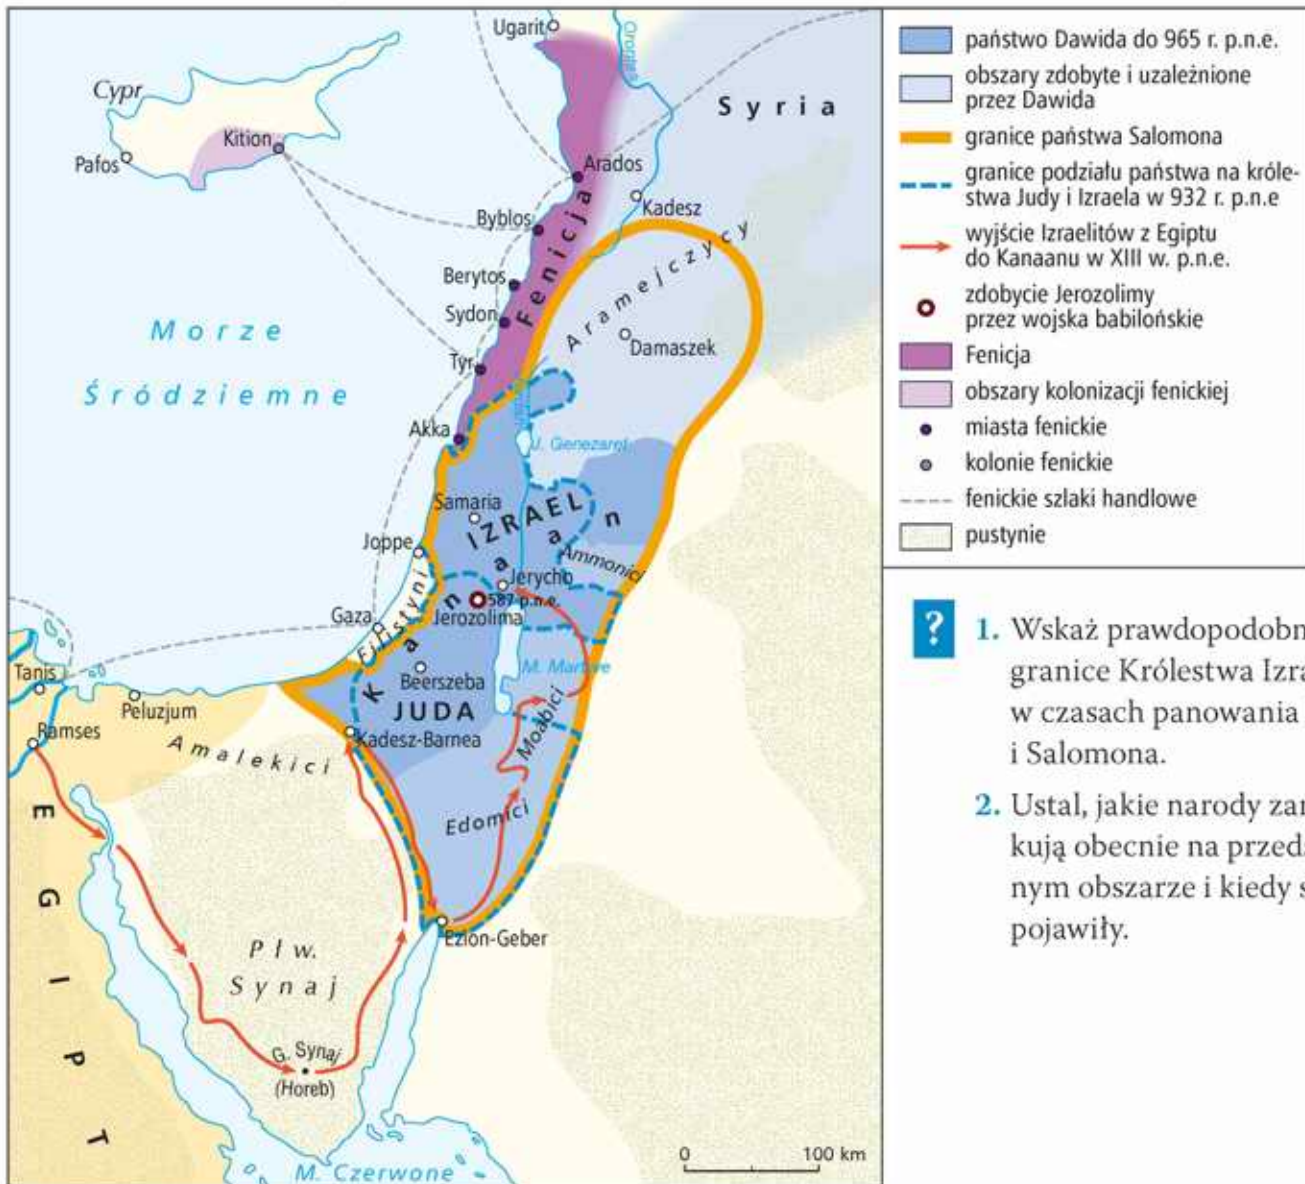 Ugarit
Orontes
Cypr
Kition
Pafos
Syria
Arados
Kadesz
Byblos
Fenicja
Berytos
Sydon
Aramejczycy
Damaszek
Tyr
Morze
Śródziemne
Akka
J. Genezaret
Samaria
IZRAEL
Joppe
Kanaan
Ammonici
Jerycho
587 p.n.e.
Jerozolima
Gaza
Filistyni
M. Martwe
Beerszeba
Tanis
Peluzjum
JUDA
Ramses
Amalekici
Kadesz-Barnea
Moabici
Edomici
EGIPT
Ezion-Geber
Płw.
Synaj
G. Synaj
(Horeb)
M. Czerwone
0 100 km
państwo Dawida do 965 r. p.n.e.
obszary zdobyte i uzależnione
przez Dawida
granice państwa Salomona
granice podziału państwa na króle-
stwa Judy i Izraela w 932 r. p.n.e
wyjście Izraelitów z Egiptu
do Kanaanu w XIII w. p.n.e.
zdobycie Jerozolimy
przez wojska babilońskie
Fenicja
obszary kolonizacji fenickiej
miasta fenickie
kolonie fenickie
fenickie szlaki handlowe
pustynie
? 1. Wskaż prawdopodobn
granice Królestwa Izra
w czasach panowania
i Salomona.
2. Ustal, jakie narody zam
kują obecnie na przeds
nym obszarze i kiedy s
pojawiły.